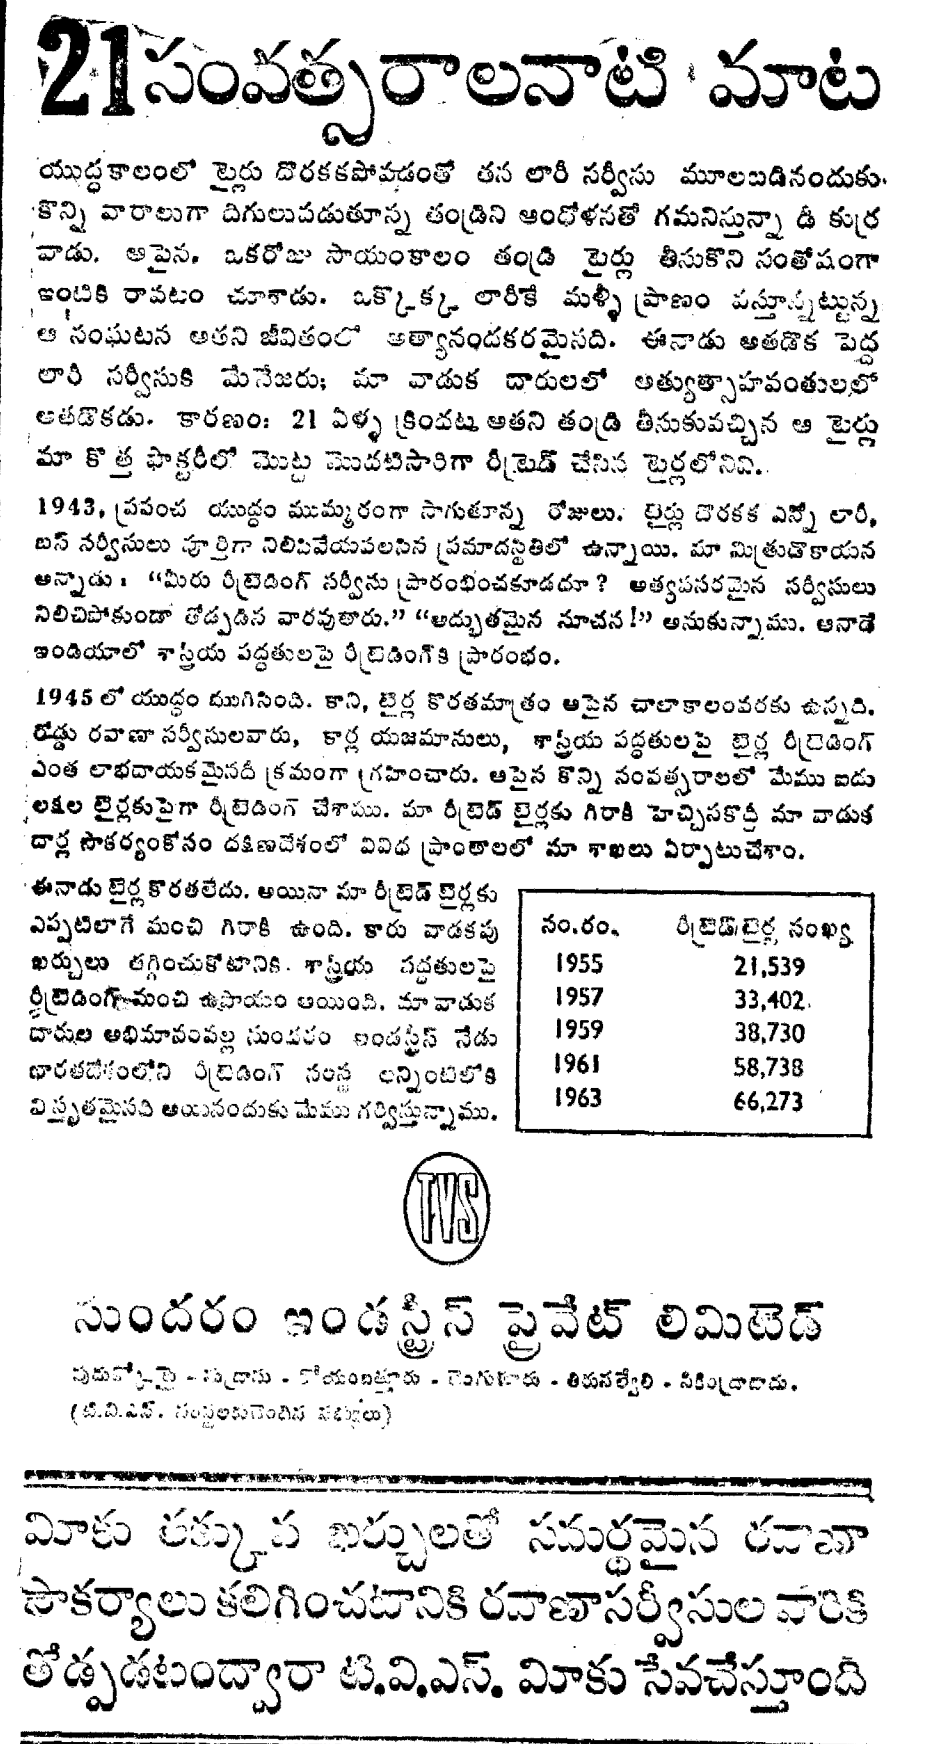 21 సంవత్సరాలనాటి మాట
యుద్ధకాలంలో టైర్లు దొరకకపోవడంతో తన లారీ సర్వీసు మూలబడినందుకు
కొన్ని వారాలుగా దిగులుపడుతూన్న తండ్రిని ఆందోళనతో గమనిస్తున్నా డీ కుర్ర
వాడు. ఆపైన, ఒకరోజు సాయంకాలం తండ్రి టైర్లు తీసుకొని సంతోషంగా
ఇంటికి రావటం చూశాడు. ఒక్కొక్క లారీకే మళ్ళీ ప్రాణం వస్తూన్నట్టున్న
ఆ సంఘటన అతని జీవితంలో అత్యానందకరమైనది. ఈనాడు అతడొక పెద్ద
లారీ సర్వీసుకి మేనేజరు; మా వాడుక దారులలో అత్యుత్సాహవంతులలో
అతడొకడు. కారణం: 21 ఏళ్ళ క్రిందట అతని తండ్రి తీసుకువచ్చిన ఆ టైర్లు
మా కొత్త ఫాక్టరీలో మొట్ట మొదటిసారిగా రీట్రెడ్ చేసిన టైర్లలోనివి.
1943, ప్రపంచ యుద్ధం ముమ్మరంగా సాగుతూన్న రోజులు. టైర్లు దొరకక ఎన్నో లారీ,
బస్ సర్వీసులు పూర్తిగా నిలిపివేయవలసిన ప్రమాదస్థితిలో ఉన్నాయి. మా మిత్రుడొకాయన
అన్నాడు: "మీరు రీట్రెడింగ్ సర్వీసు ప్రారంభించకూడదూ? అత్యవసరమైన సర్వీసులు
నిలిచిపోకుండా తోడ్పడిన వారవుతారు." "అద్భుతమైన సూచన!" అనుకున్నాము. ఆనాడే
ఇండియాలో శాస్త్రీయ పద్ధతులపై రీట్రెడింగ్‌కి ప్రారంభం.
1945 లో యుద్ధం ముగిసింది. కాని, టైర్ల కొరతమాత్రం ఆపైన చాలాకాలంవరకు ఉన్నది.
రోడ్డు రవాణా సర్వీసులవారు, కార్ల యజమానులు, శాస్త్రీయ పద్ధతులపై టైర్ల రీట్రెడింగ్
ఎంత లాభదాయకమైనదీ క్రమంగా గ్రహించారు. ఆపైన కొన్ని సంవత్సరాలలో మేము ఐదు
లక్షల టైర్లకుపైగా రీట్రెడింగ్ చేశాము. మా రీట్రెడ్ టైర్లకు గిరాకి హెచ్చినకొద్దీ మా వాడుక
దార్ల సౌకర్యంకోసం దక్షిణదేశంలో వివిధ ప్రాంతాలలో మా శాఖలు ఏర్పాటుచేశాం.
ఈనాడు టైర్ల కొరతలేదు. అయినా మా రీట్రెడ్ టైర్లకు
ఎప్పటిలాగే మంచి గిరాకి ఉంది. కారు వాడకపు
ఖర్చులు తగ్గించుకోటానికి శాస్త్రీయ పద్ధతులపై
రీట్రెడింగ్ మంచి ఉపాయం అయింది. మా వాడుక
దారుల అభిమానంవల్ల సుందరం ఇండస్ట్రీస్ నేడు
భారతదేశంలోని రీట్రెడింగ్ సంస్థ లన్నింటిలోకి
విస్తృతమైనది అయినందుకు మేము గర్విస్తున్నాము.
సం.రం. రీట్రెడ్ టైర్ల సంఖ్య
1955 21,539
1957 33,402
1959 38,730
1961 58,738
1963 66,273
TVS
సుందరం ఇండస్ట్రీస్ ప్రైవేట్ లిమిటెడ్
పుదుక్కోటై - మద్రాసు - కోయంబత్తూరు - బెంగుళూరు - తిరునల్వేలి - సికింద్రాబాదు.
(టి.వి.ఎస్. సంస్థలకుచెందిన సభ్యులు)
మీకు తక్కువ ఖర్చులతో సమర్థమైన రవాణా
సౌకర్యాలు కలిగించటానికి రవాణాసర్వీసుల వారికి
తోడ్పడటంద్వారా టి.వి.ఎస్. మీకు సేవచేస్తూంది